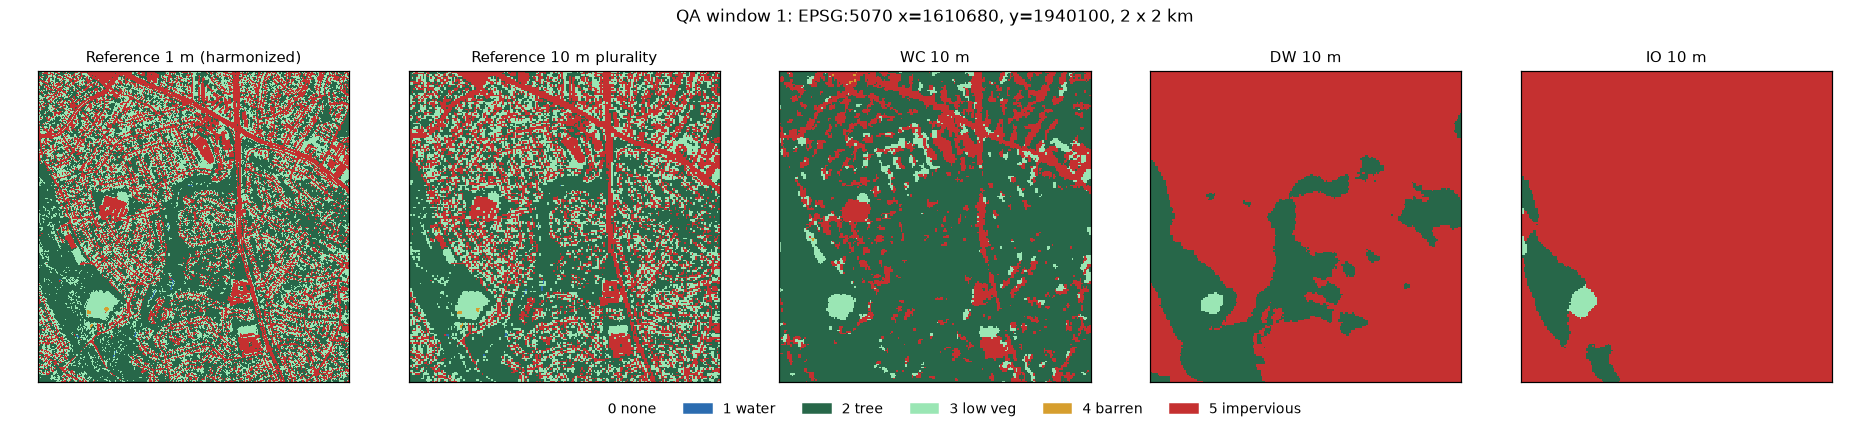 QA window 1: EPSG:5070 x=1610680, y=1940100, 2 x 2 km
Reference 1 m (harmonized)
Reference 10 m plurality
WC 10 m
DW 10 m
IO 10 m
0 none
1 water
2 tree
3 low veg
4 barren
5 impervious